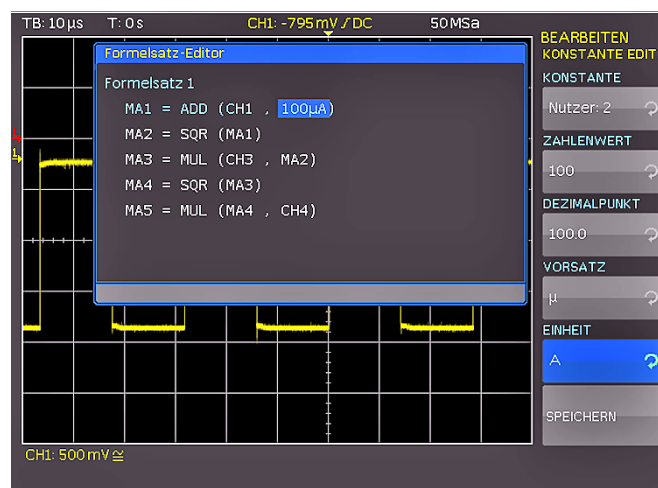 TB: 10 µs T: 0 s CH1: -795 mV / DC 50 MSa
BEARBEITEN
KONSTANTE EDIT
Formelsatz-Editor
Formelsatz 1
MA1 = ADD (CH1 , 100µA)
MA2 = SQR (MA1)
MA3 = MUL (CH3 , MA2)
MA4 = SQR (MA3)
MA5 = MUL (MA4 , CH4)
KONSTANTE
Nutzer: 2
ZAHLENWERT
100
DEZIMALPUNKT
100.0
VORSATZ
µ
EINHEIT
A
SPEICHERN
1
CH1: 500 mV ≅